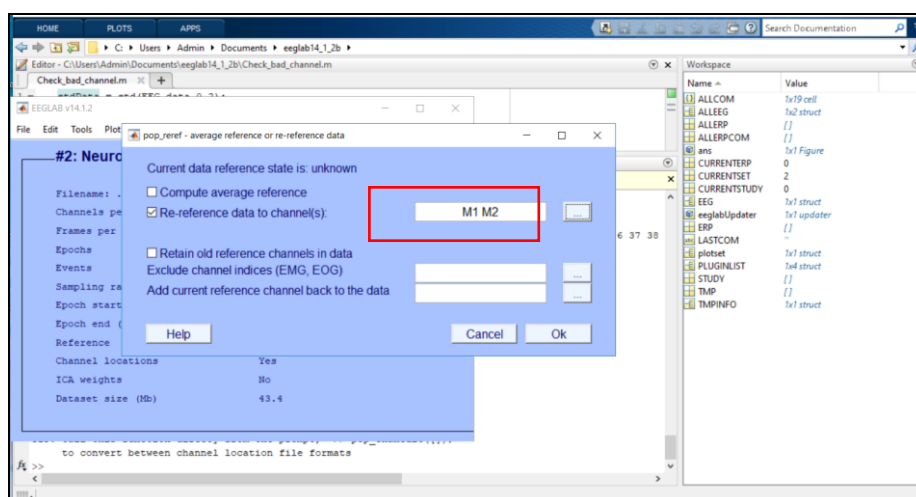 HOME PLOTS APPS
Search Documentation
C: ▸ Users ▸ Admin ▸ Documents ▸ eeglab14_1_2b ▸
Editor - C:\Users\Admin\Documents\eeglab14_1_2b\Check_bad_channel.m
Check_bad_channel.m
EEGLAB v14.1.2
File Edit Tools Plot
#2: Neuro
Filename: .
Channels pe
Frames per
Epochs
Events
Sampling ra
Epoch start
Epoch end (
Reference
Channel locations Yes
ICA weights No
Dataset size (Mb) 43.4
pop_reref - average reference or re-reference data
Current data reference state is: unknown
Compute average reference
Re-reference data to channel(s): M1 M2 ...
Retain old reference channels in data
Exclude channel indices (EMG, EOG) ...
Add current reference channel back to the data ...
Help Cancel Ok
6 37 38
to convert between channel location file formats
fx >>
Workspace
Name Value
ALLCOM 1x19 cell
ALLEEG 1x2 struct
ALLERP []
ALLERPCOM []
ans 1x1 Figure
CURRENTERP 0
CURRENTSET 2
CURRENTSTUDY 0
EEG 1x1 struct
eeglabUpdater 1x1 updater
ERP []
LASTCOM ''
plotset 1x1 struct
PLUGINLIST 1x4 struct
STUDY []
TMP []
TMPINFO 1x1 struct